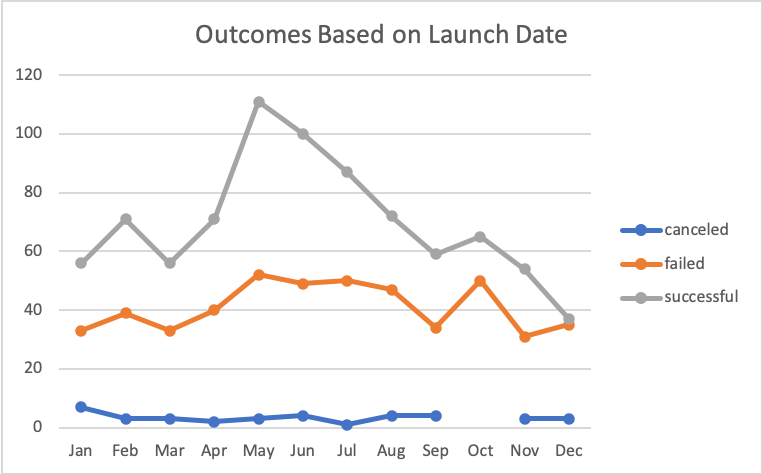 Outcomes Based on Launch Date
120
100
80
60
40
20
0
Jan Feb Mar Apr May Jun Jul Aug Sep Oct Nov Dec
canceled
failed
successful